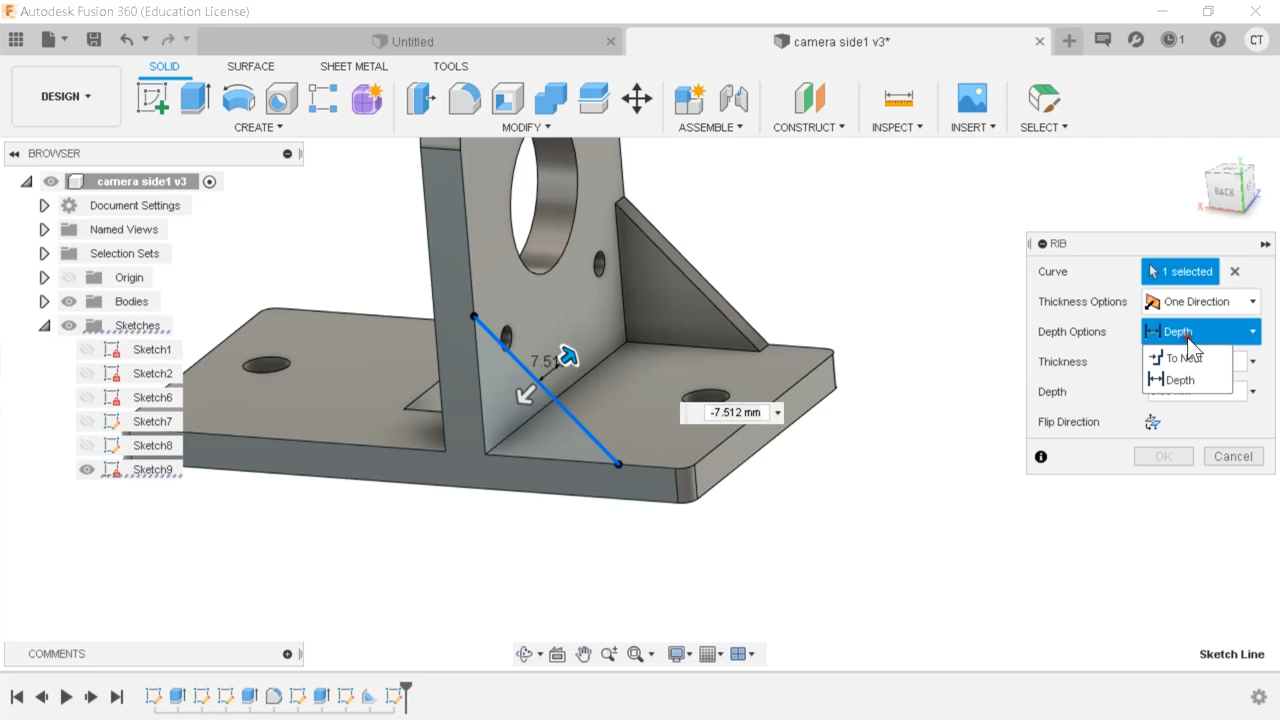 Autodesk Fusion 360 (Education License)
Untitled
camera side1 v3*
1
CT
SOLID
SURFACE
SHEET METAL
TOOLS
DESIGN
CREATE
MODIFY
ASSEMBLE
CONSTRUCT
INSPECT
INSERT
SELECT
BROWSER
camera side1 v3
Document Settings
Named Views
Selection Sets
Origin
Bodies
Sketches
Sketch1
Sketch2
Sketch6
Sketch7
Sketch8
Sketch9
BACK
X
Y
Z
RIB
Curve
1 selected
Thickness Options
One Direction
Depth Options
Depth
To Next
Depth
Thickness
Depth
Flip Direction
OK
Cancel
-7.512 mm
COMMENTS
Sketch Line